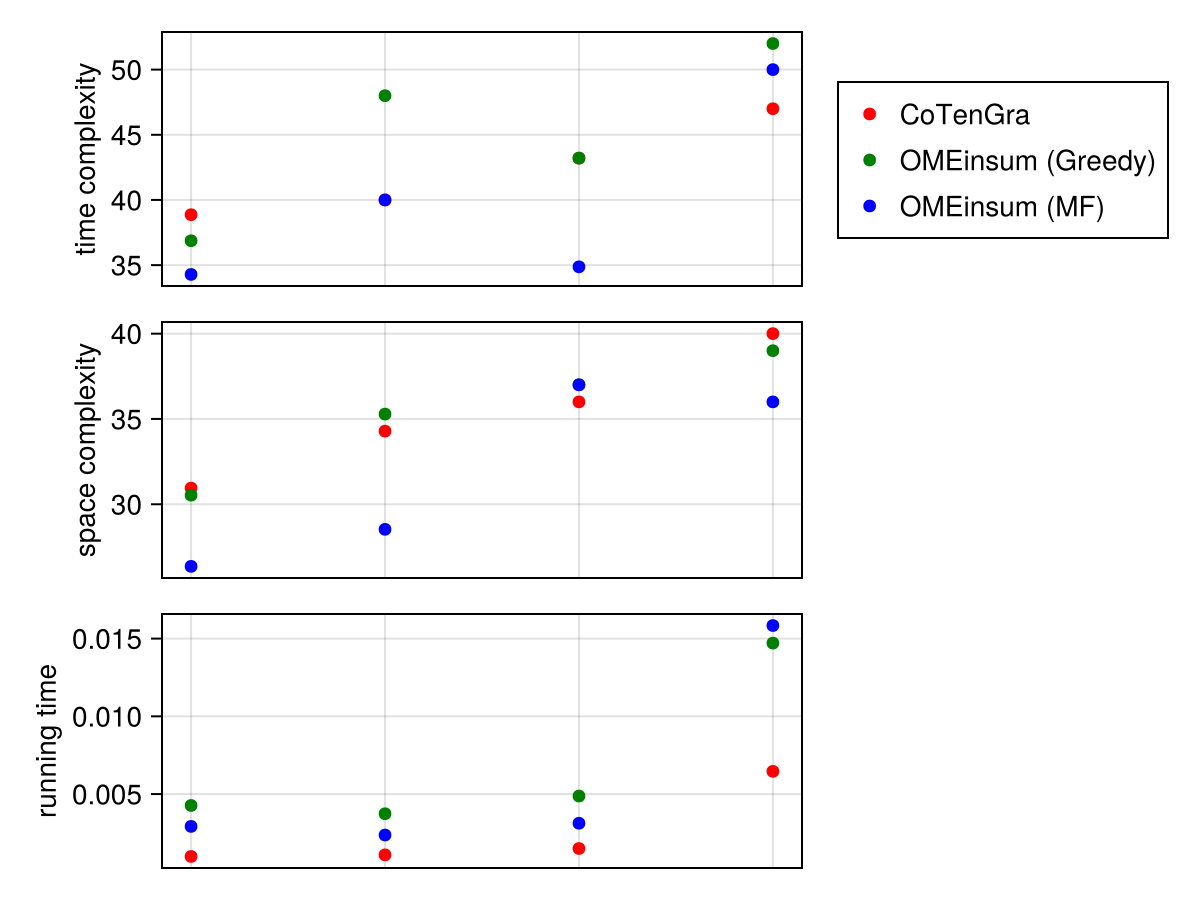 time complexity
50
45
40
35
CoTenGra
OMEinsum (Greedy)
OMEinsum (MF)
space complexity
40
35
30
running time
0.015
0.010
0.005